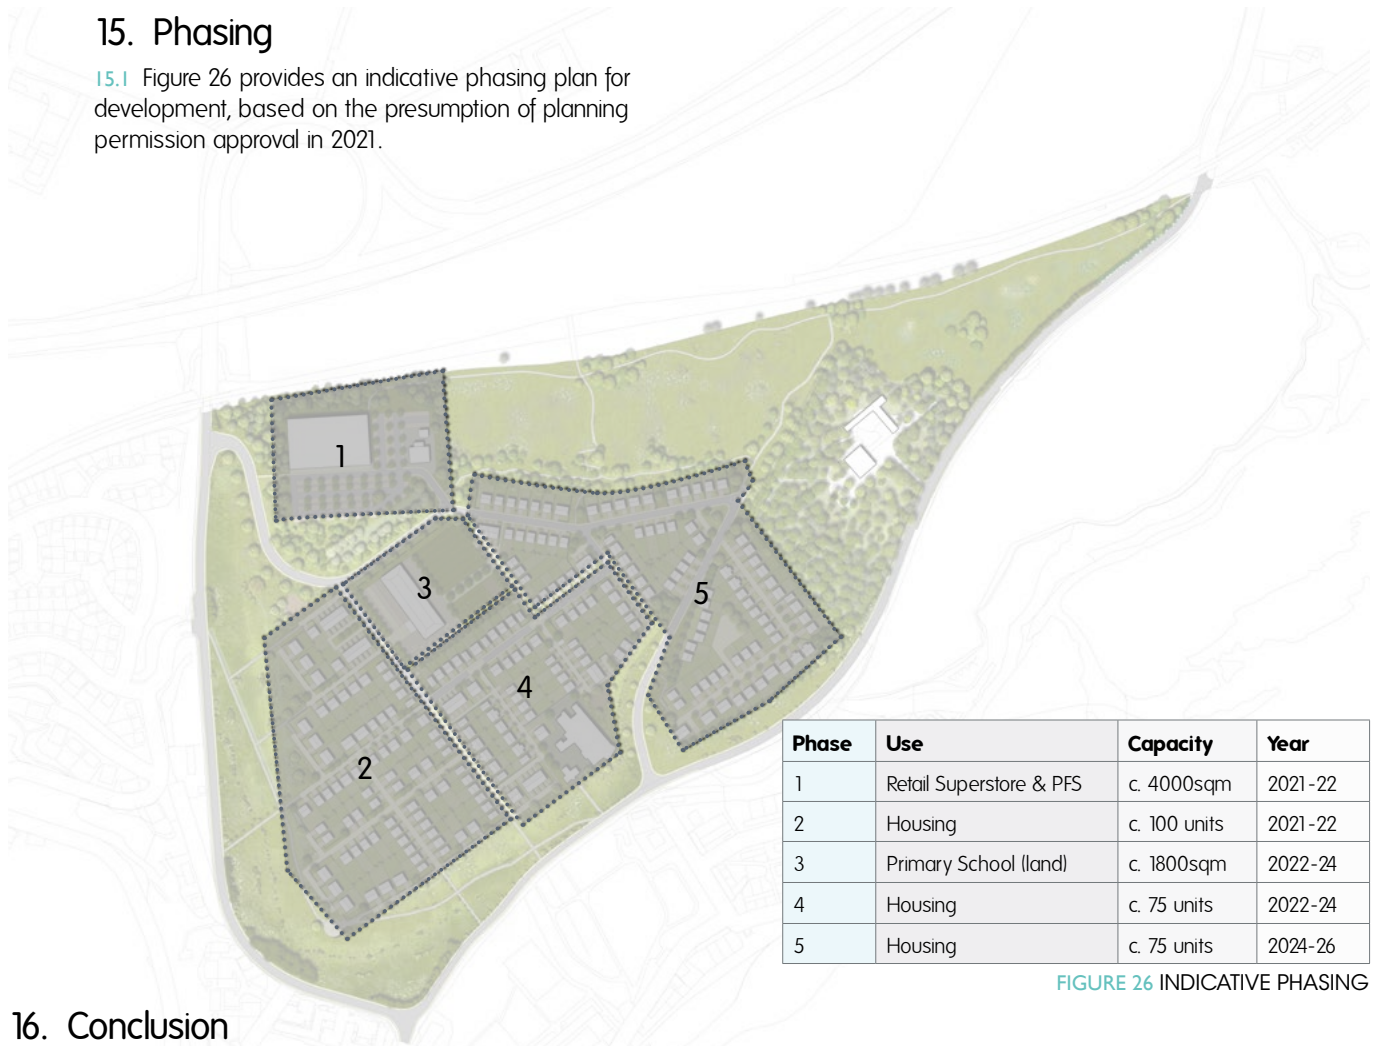 15. Phasing
15.1 Figure 26 provides an indicative phasing plan for
development, based on the presumption of planning
permission approval in 2021.
1
3
5
4
2
Phase Use Capacity Year
1 Retail Superstore & PFS c. 4000sqm 2021-22
2 Housing c. 100 units 2021-22
3 Primary School (land) c. 1800sqm 2022-24
4 Housing c. 75 units 2022-24
5 Housing c. 75 units 2024-26
FIGURE 26 INDICATIVE PHASING
16. Conclusion